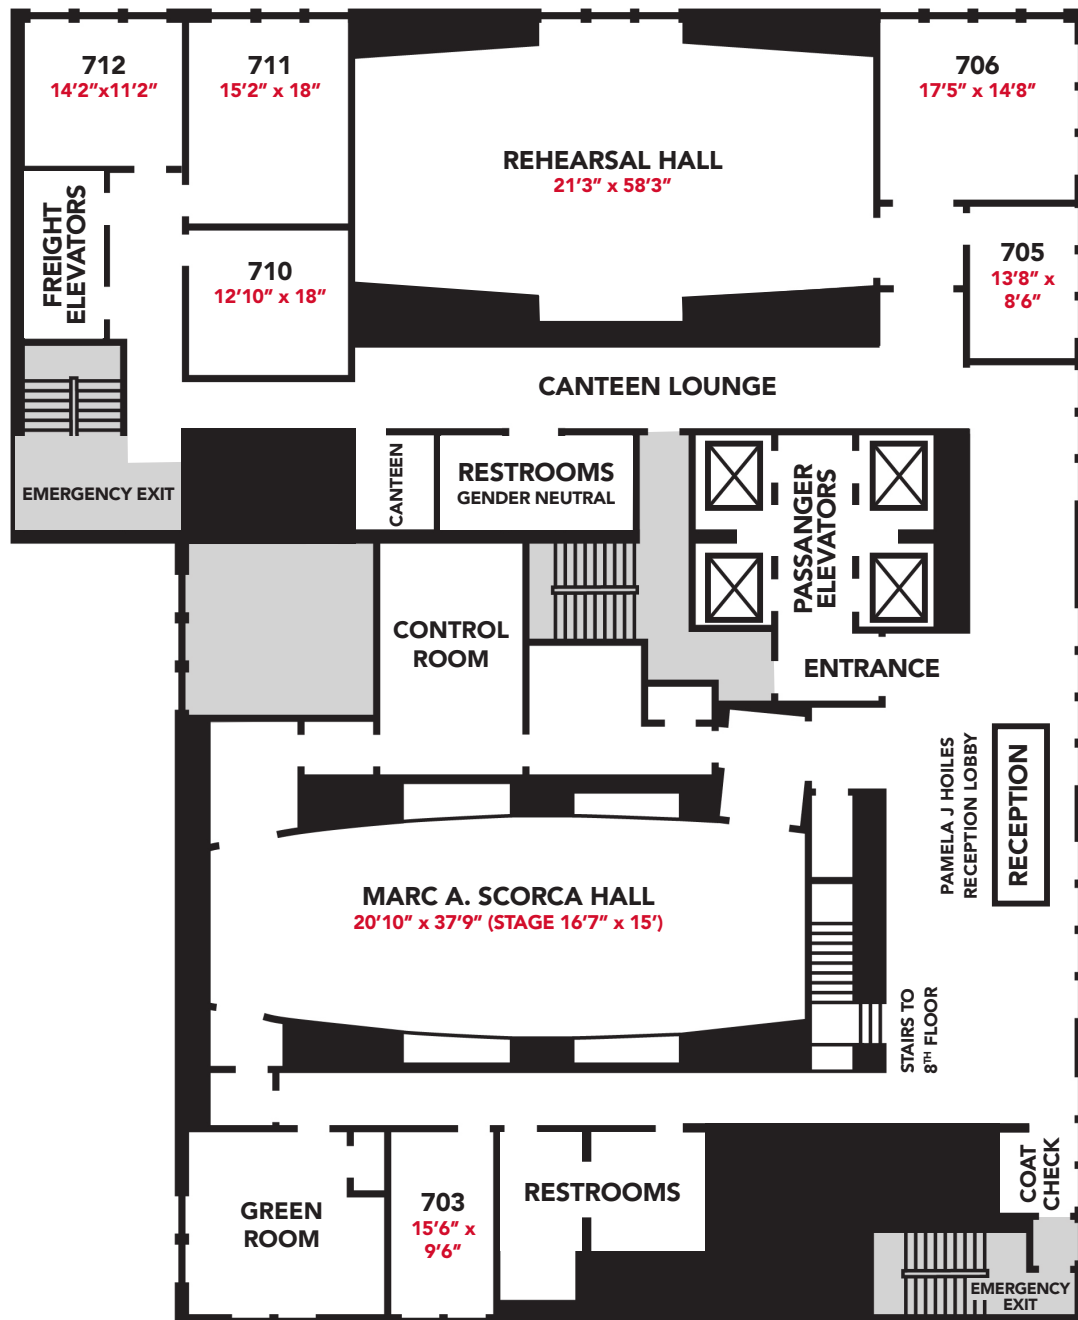 712
14′2″x11′2″
711
15′2″ x 18″
706
17′5″ x 14′8″
REHEARSAL HALL
21′3″ x 58′3″
FREIGHT
ELEVATORS
710
12′10″ x 18″
705
13′8″ x
8′6″
CANTEEN LOUNGE
EMERGENCY EXIT
CANTEEN
RESTROOMS
GENDER NEUTRAL
PASSANGER
ELEVATORS
CONTROL
ROOM
ENTRANCE
PAMELA J HOILES
RECEPTION LOBBY
RECEPTION
MARC A. SCORCA HALL
20′10″ x 37′9″ (STAGE 16′7″ x 15′)
STAIRS TO
8TH FLOOR
GREEN
ROOM
703
15′6″ x
9′6″
RESTROOMS
COAT
CHECK
EMERGENCY
EXIT